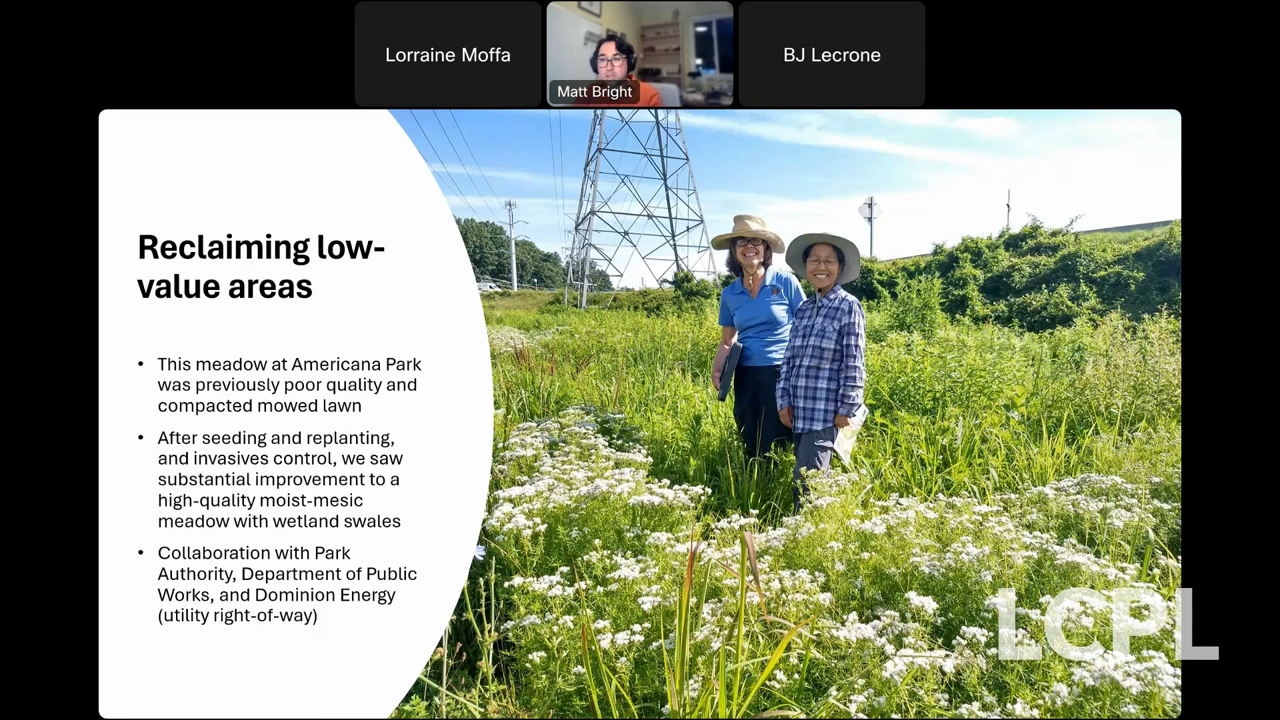 Lorraine Moffa
Matt Bright
BJ Lecrone
Reclaiming low-
value areas
• This meadow at Americana Park
was previously poor quality and
compacted mowed lawn
• After seeding and replanting,
and invasives control, we saw
substantial improvement to a
high-quality moist-mesic
meadow with wetland swales
• Collaboration with Park
Authority, Department of Public
Works, and Dominion Energy
(utility right-of-way)
LCPL